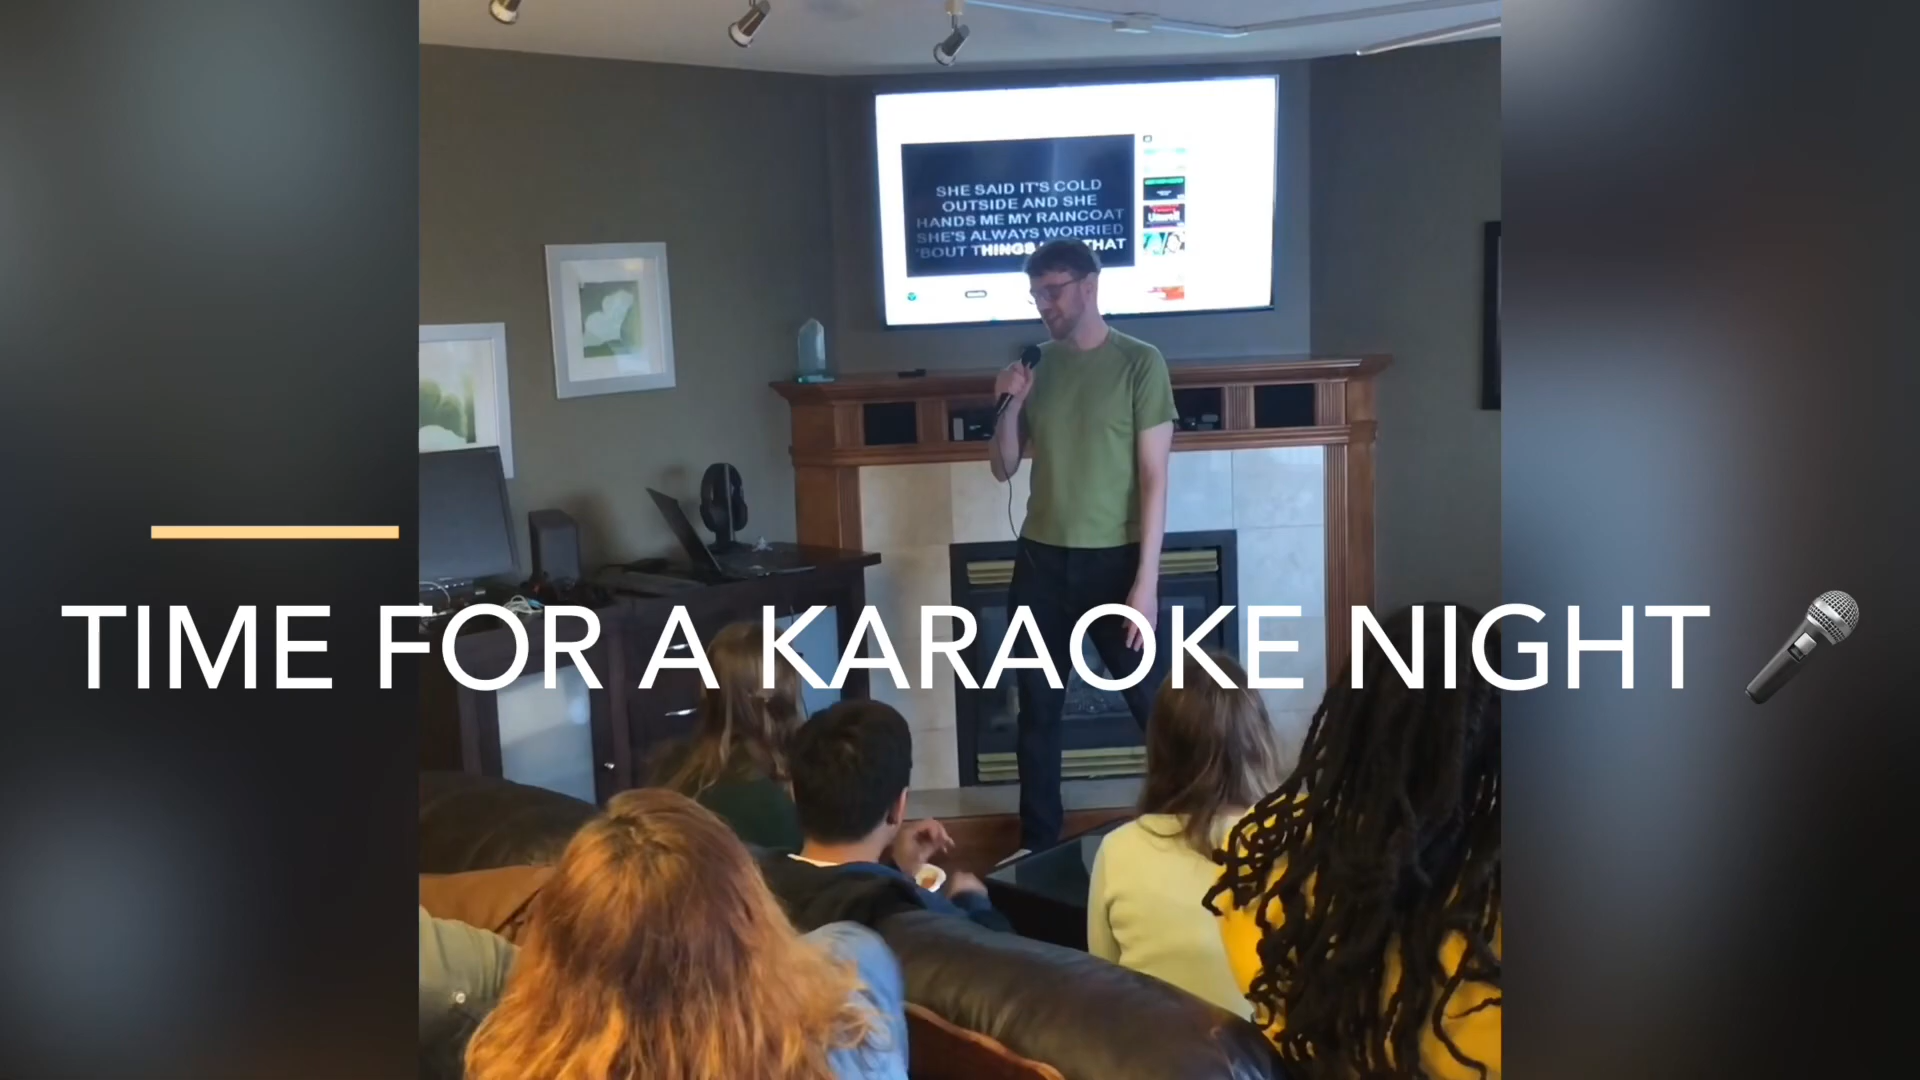 SHE SAID IT'S COLD
OUTSIDE AND SHE
HANDS ME MY RAINCOAT
SHE'S ALWAYS WORRIED
'BOUT THINGS THAT
TIME FOR A KARAOKE NIGHT 🎤